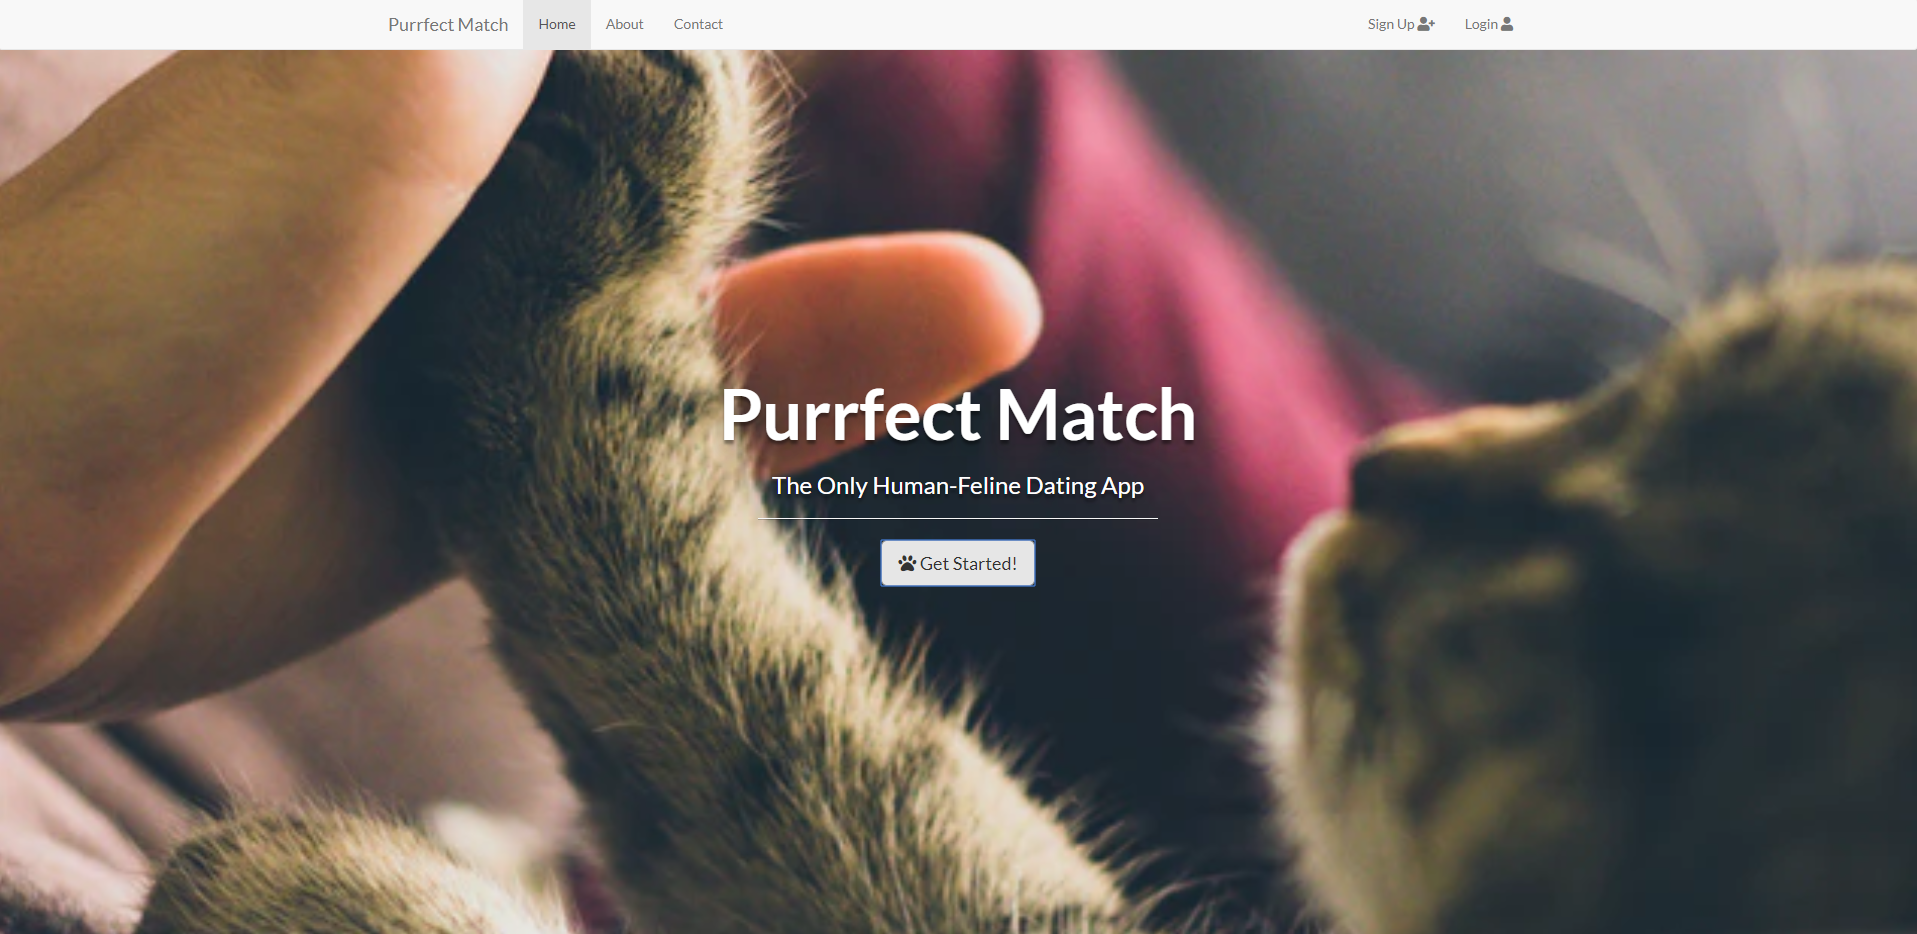 Purrfect Match Home About Contact Sign Up Login
Purrfect Match
The Only Human-Feline Dating App
Get Started!